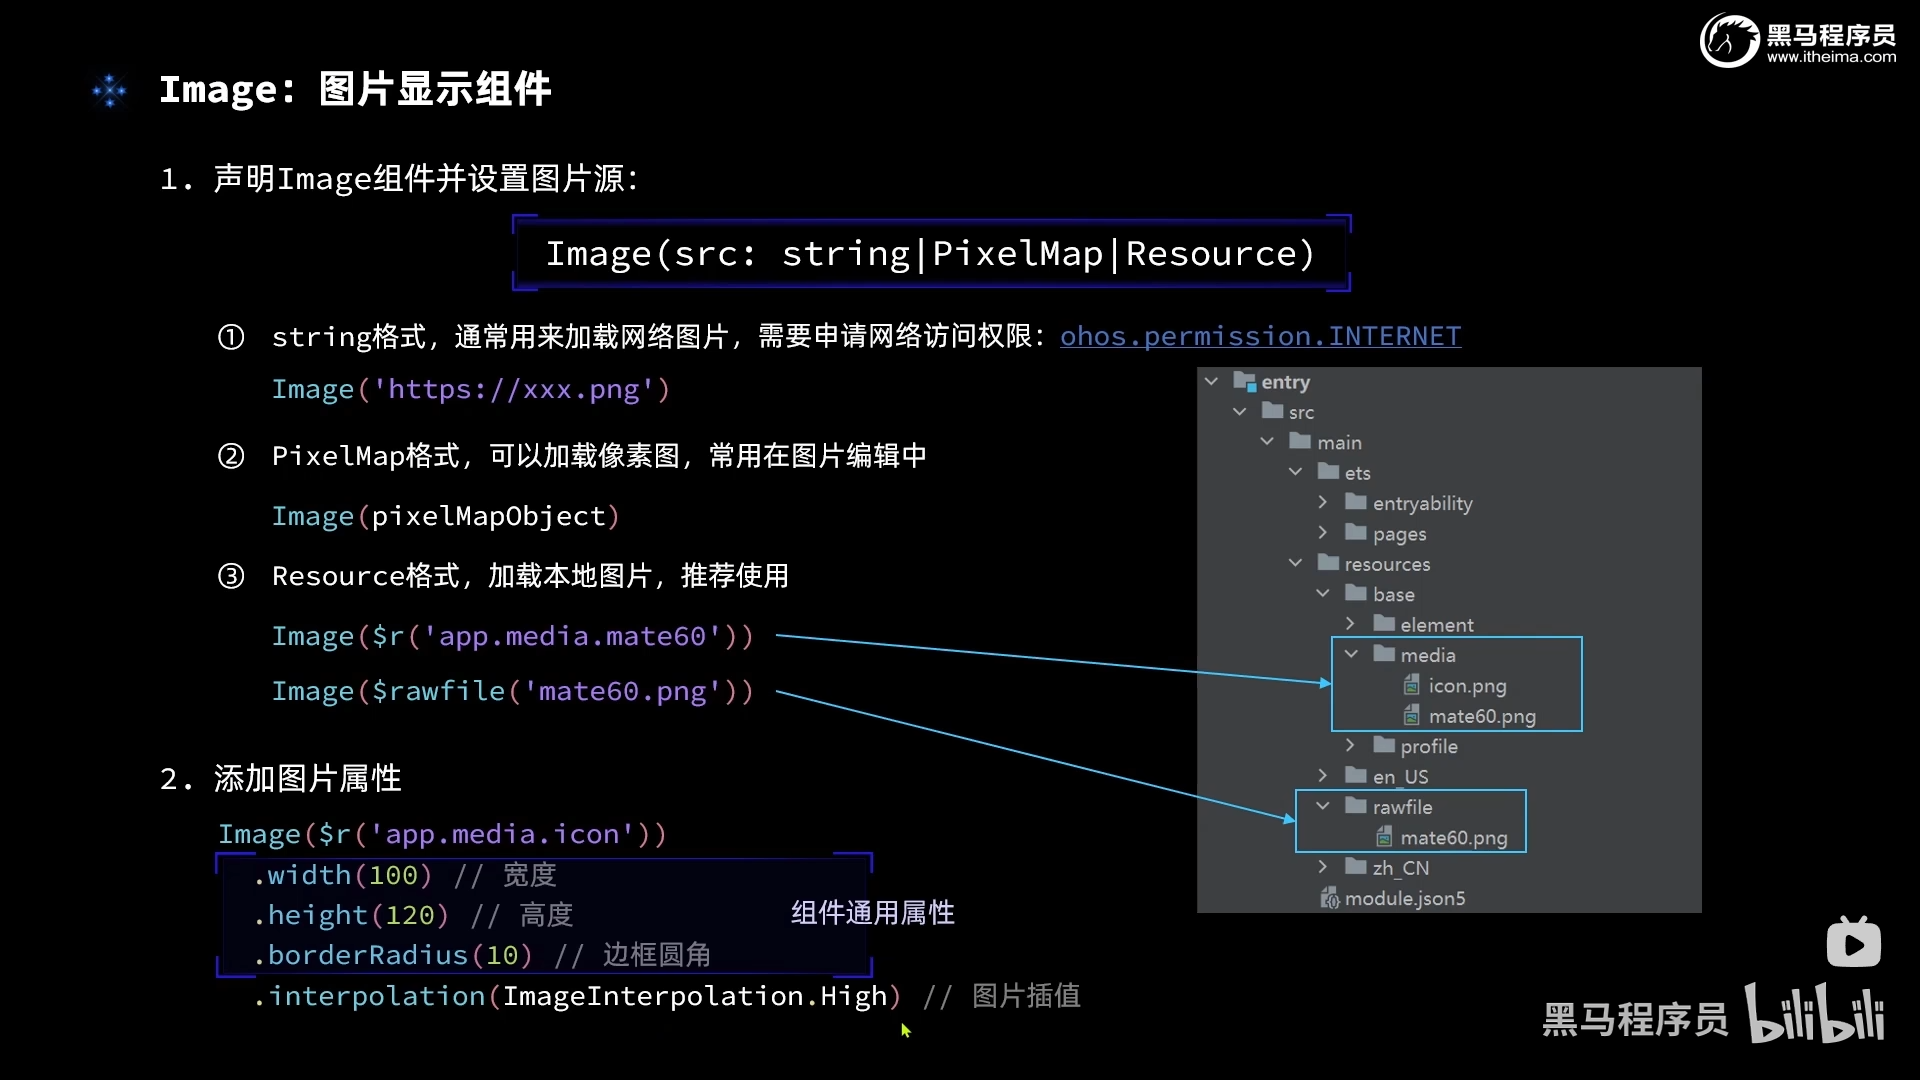 黑马程序员
www.itheima.com
Image：图片显示组件
1. 声明Image组件并设置图片源：
Image(src: string|PixelMap|Resource)
① string格式，通常用来加载网络图片，需要申请网络访问权限：ohos.permission.INTERNET
Image('https://xxx.png')
② PixelMap格式，可以加载像素图，常用在图片编辑中
Image(pixelMapObject)
③ Resource格式，加载本地图片，推荐使用
Image($r('app.media.mate60'))
Image($rawfile('mate60.png'))
entry
src
main
ets
entryability
pages
resources
base
element
media
icon.png
mate60.png
profile
en_US
rawfile
mate60.png
zh_CN
module.json5
2. 添加图片属性
Image($r('app.media.icon'))
.width(100) // 宽度
.height(120) // 高度
.borderRadius(10) // 边框圆角
组件通用属性
.interpolation(ImageInterpolation.High) // 图片插值
黑马程序员 bilibili